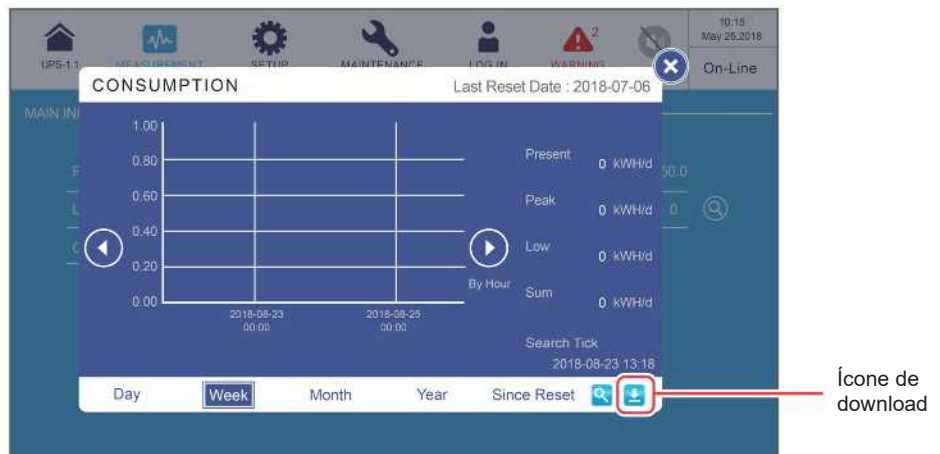 10:18
May 25,2018
UPS-1.1 MEASUREMENT SETUP MAINTENANCE LOG IN WARNING 2
On-Line
CONSUMPTION Last Reset Date : 2018-07-06
MAIN IN
1.00
0.80
0.60
0.40
0.20
0.00
2018-08-23
00:00
2018-08-25
00:00
By Hour
Present 0 kWH/d
Peak 0 kWH/d
Low 0 kWH/d
Sum 0 kWH/d
Search Tick
2018-08-23 13:18
Day Week Month Year Since Reset
Ícone de
download